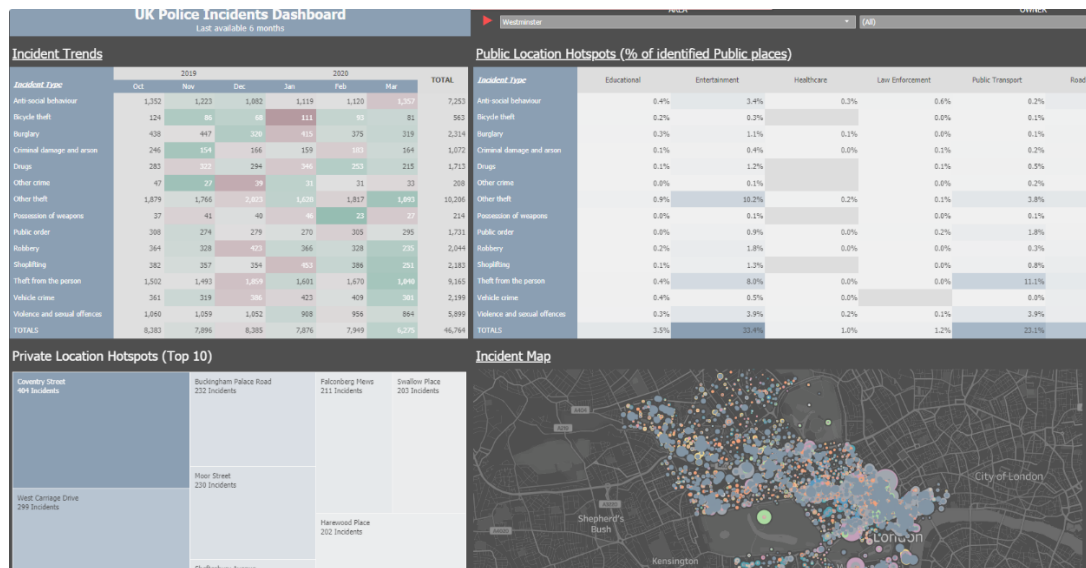 UK Police Incidents Dashboard
Last available 6 months
AREA
OWNER
Westminster
(All)
Incident Trends
2019 2020
Incident Type Oct Nov Dec Jan Feb Mar TOTAL
Anti-social behaviour 1,352 1,223 1,082 1,119 1,120 1,357 7,253
Bicycle theft 124 86 68 111 93 81 563
Burglary 438 447 320 415 375 319 2,314
Criminal damage and arson 246 154 166 159 183 164 1,072
Drugs 283 322 294 346 253 215 1,713
Other crime 47 27 39 31 31 33 208
Other theft 1,879 1,766 2,023 1,628 1,817 1,093 10,206
Possession of weapons 37 41 40 46 23 27 214
Public order 308 274 279 270 305 295 1,731
Robbery 364 328 423 366 328 235 2,044
Shoplifting 382 357 354 453 386 251 2,183
Theft from the person 1,502 1,493 1,859 1,601 1,670 1,040 9,165
Vehicle crime 361 319 386 423 409 301 2,199
Violence and sexual offences 1,060 1,059 1,052 908 956 864 5,899
TOTALS 8,383 7,896 8,385 7,876 7,949 6,275 46,764
Public Location Hotspots (% of identified Public places)
Incident Type Educational Entertainment Healthcare Law Enforcement Public Transport
Anti-social behaviour 0.4% 3.4% 0.3% 0.6% 0.2%
Bicycle theft 0.2% 0.3% 0.0% 0.1%
Burglary 0.3% 1.1% 0.1% 0.0% 0.1%
Criminal damage and arson 0.1% 0.4% 0.0% 0.1% 0.2%
Drugs 0.1% 1.2% 0.1% 0.5%
Other crime 0.0% 0.1% 0.0% 0.2%
Other theft 0.9% 10.2% 0.2% 0.1% 3.8%
Possession of weapons 0.0% 0.1% 0.0% 0.1%
Public order 0.0% 0.9% 0.0% 0.2% 1.8%
Robbery 0.2% 1.8% 0.0% 0.0% 0.3%
Shoplifting 0.1% 1.3% 0.0% 0.8%
Theft from the person 0.4% 8.0% 0.0% 0.0% 11.1%
Vehicle crime 0.4% 0.5% 0.0% 0.0%
Violence and sexual offences 0.3% 3.9% 0.2% 0.1% 3.9%
TOTALS 3.5% 33.4% 1.0% 1.2% 23.1%
Private Location Hotspots (Top 10)
Coventry Street
404 Incidents
West Carriage Drive
299 Incidents
Buckingham Palace Road
232 Incidents
Moor Street
230 Incidents
Falconberg Mews
211 Incidents
Swallow Place
203 Incidents
Harewood Place
202 Incidents
Incident Map
City of London
Shepherd's
Bush
London
Kensington